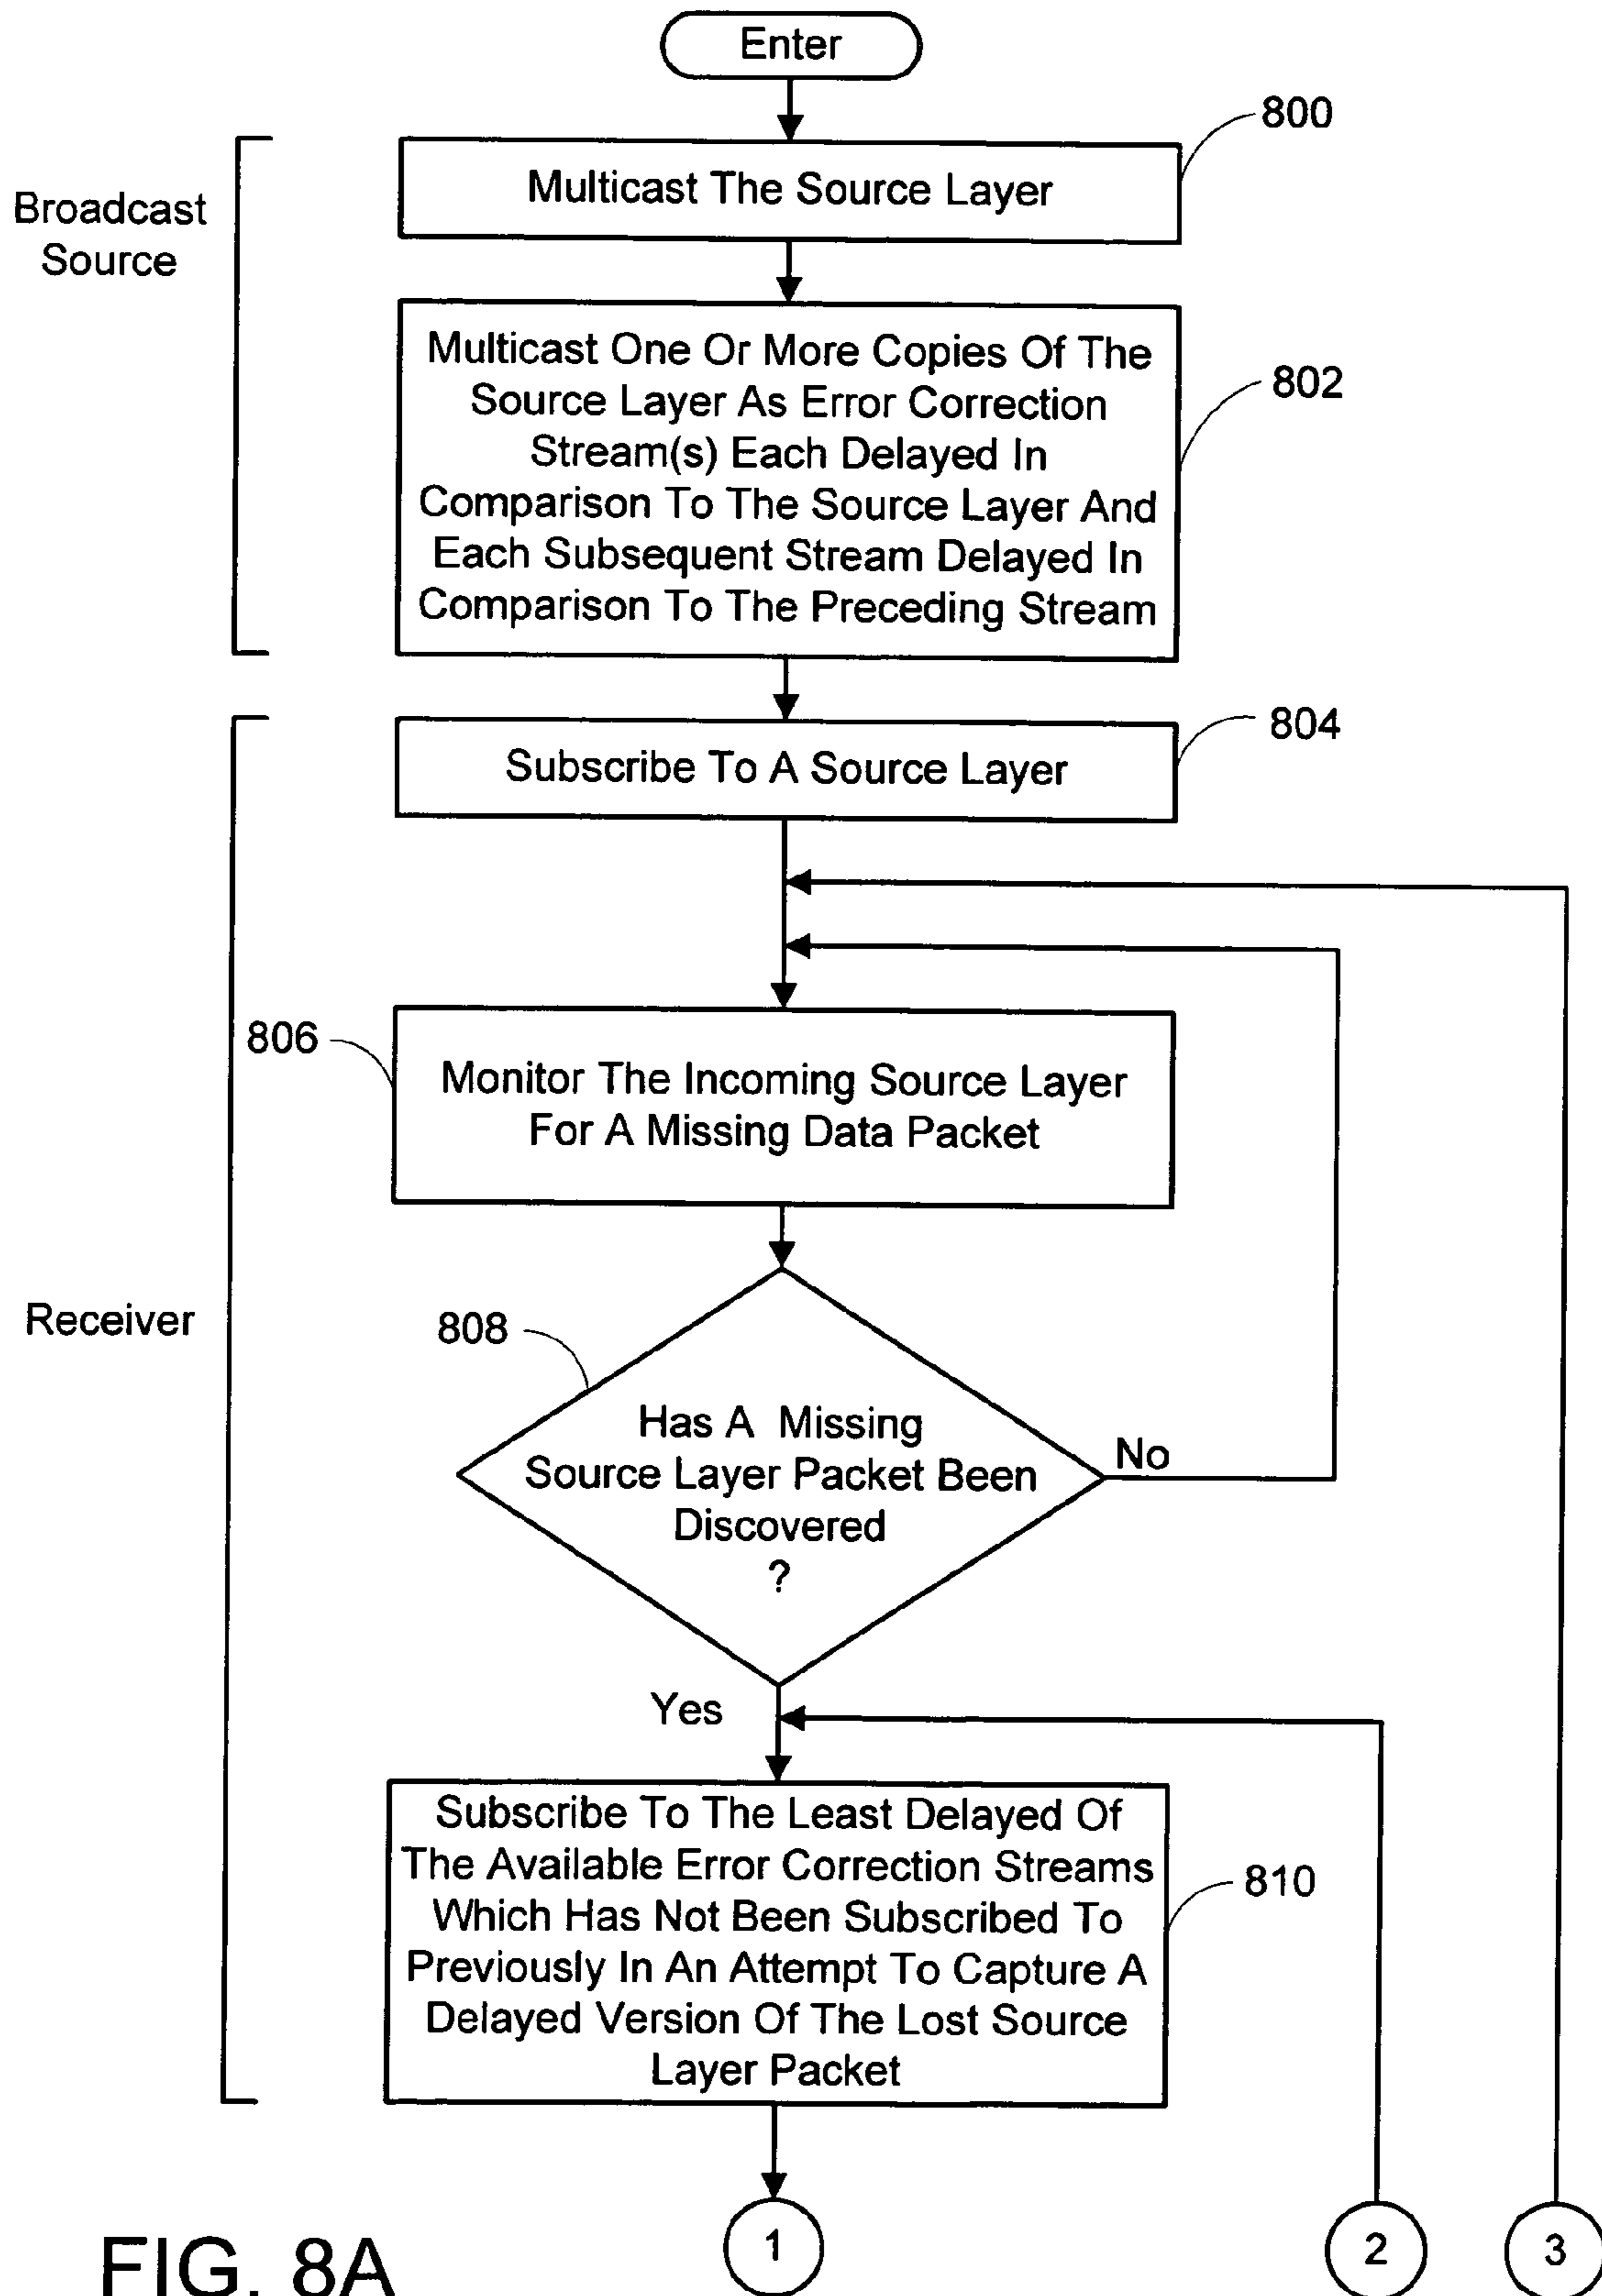 Enter
800
Multicast The Source Layer
Broadcast
Source
Multicast One Or More Copies Of The
Source Layer As Error Correction
Stream(s) Each Delayed In
Comparison To The Source Layer And
Each Subsequent Stream Delayed In
Comparison To The Preceding Stream
802
804
Subscribe To A Source Layer
806
Monitor The Incoming Source Layer
For A Missing Data Packet
Receiver
808
Has A Missing
Source Layer Packet Been
Discovered
?
No
Yes
Subscribe To The Least Delayed Of
The Available Error Correction Streams
Which Has Not Been Subscribed To
Previously In An Attempt To Capture A
Delayed Version Of The Lost Source
Layer Packet
810
1
2
3
FIG. 8A